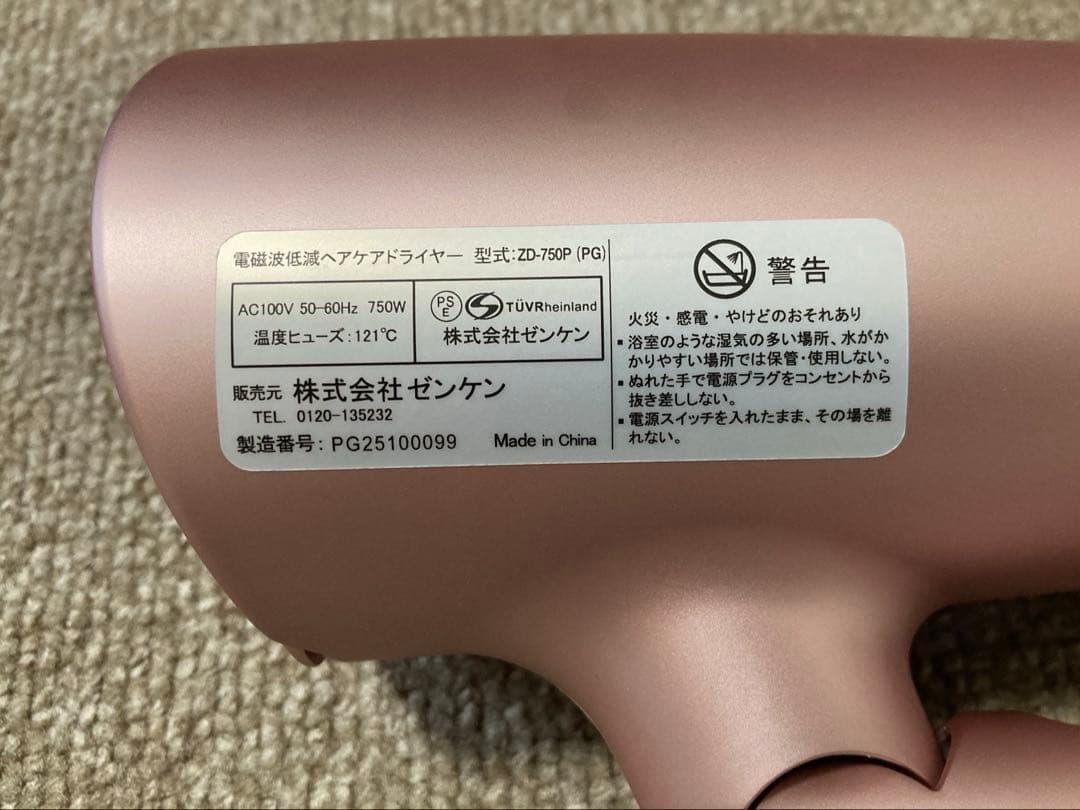 電磁波低減ヘアケアドライヤー 型式:ZD-750P (PG)
AC100V 50-60Hz 750W
温度ヒューズ:121℃
PS
E
TÜVRheinland
株式会社ゼンケン
販売元 株式会社ゼンケン
TEL. 0120-135232
製造番号: PG25100099 Made in China
警告
火災・感電・やけどのおそれあり
▪浴室のような湿気の多い場所、水がか
かりやすい場所では保管・使用しない。
▪ぬれた手で電源プラグをコンセントから
抜き差ししない。
▪電源スイッチを入れたまま、その場を離
れない。